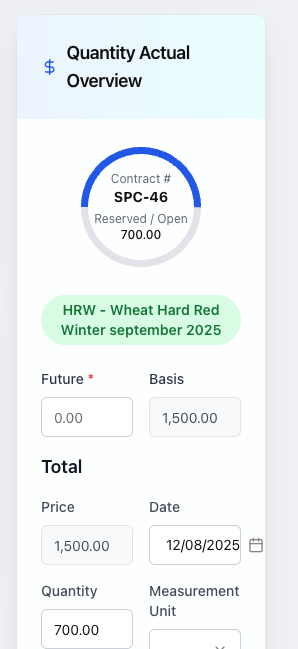 Quantity Actual
Overview
Contract #
SPC-46
Reserved / Open
700.00
HRW - Wheat Hard Red
Winter september 2025
Future *
Basis
0.00
1,500.00
Total
Price
Date
1,500.00
12/08/2025
Quantity
Measurement
Unit
700.00